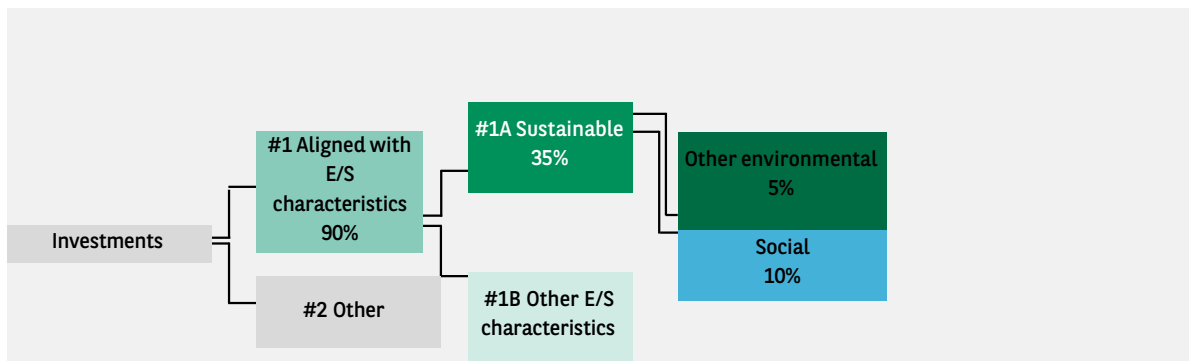 Investments
#1 Aligned with
E/S
characteristics
90%
#2 Other
#1A Sustainable
35%
#1B Other E/S
characteristics
Other environmental
5%
Social
10%